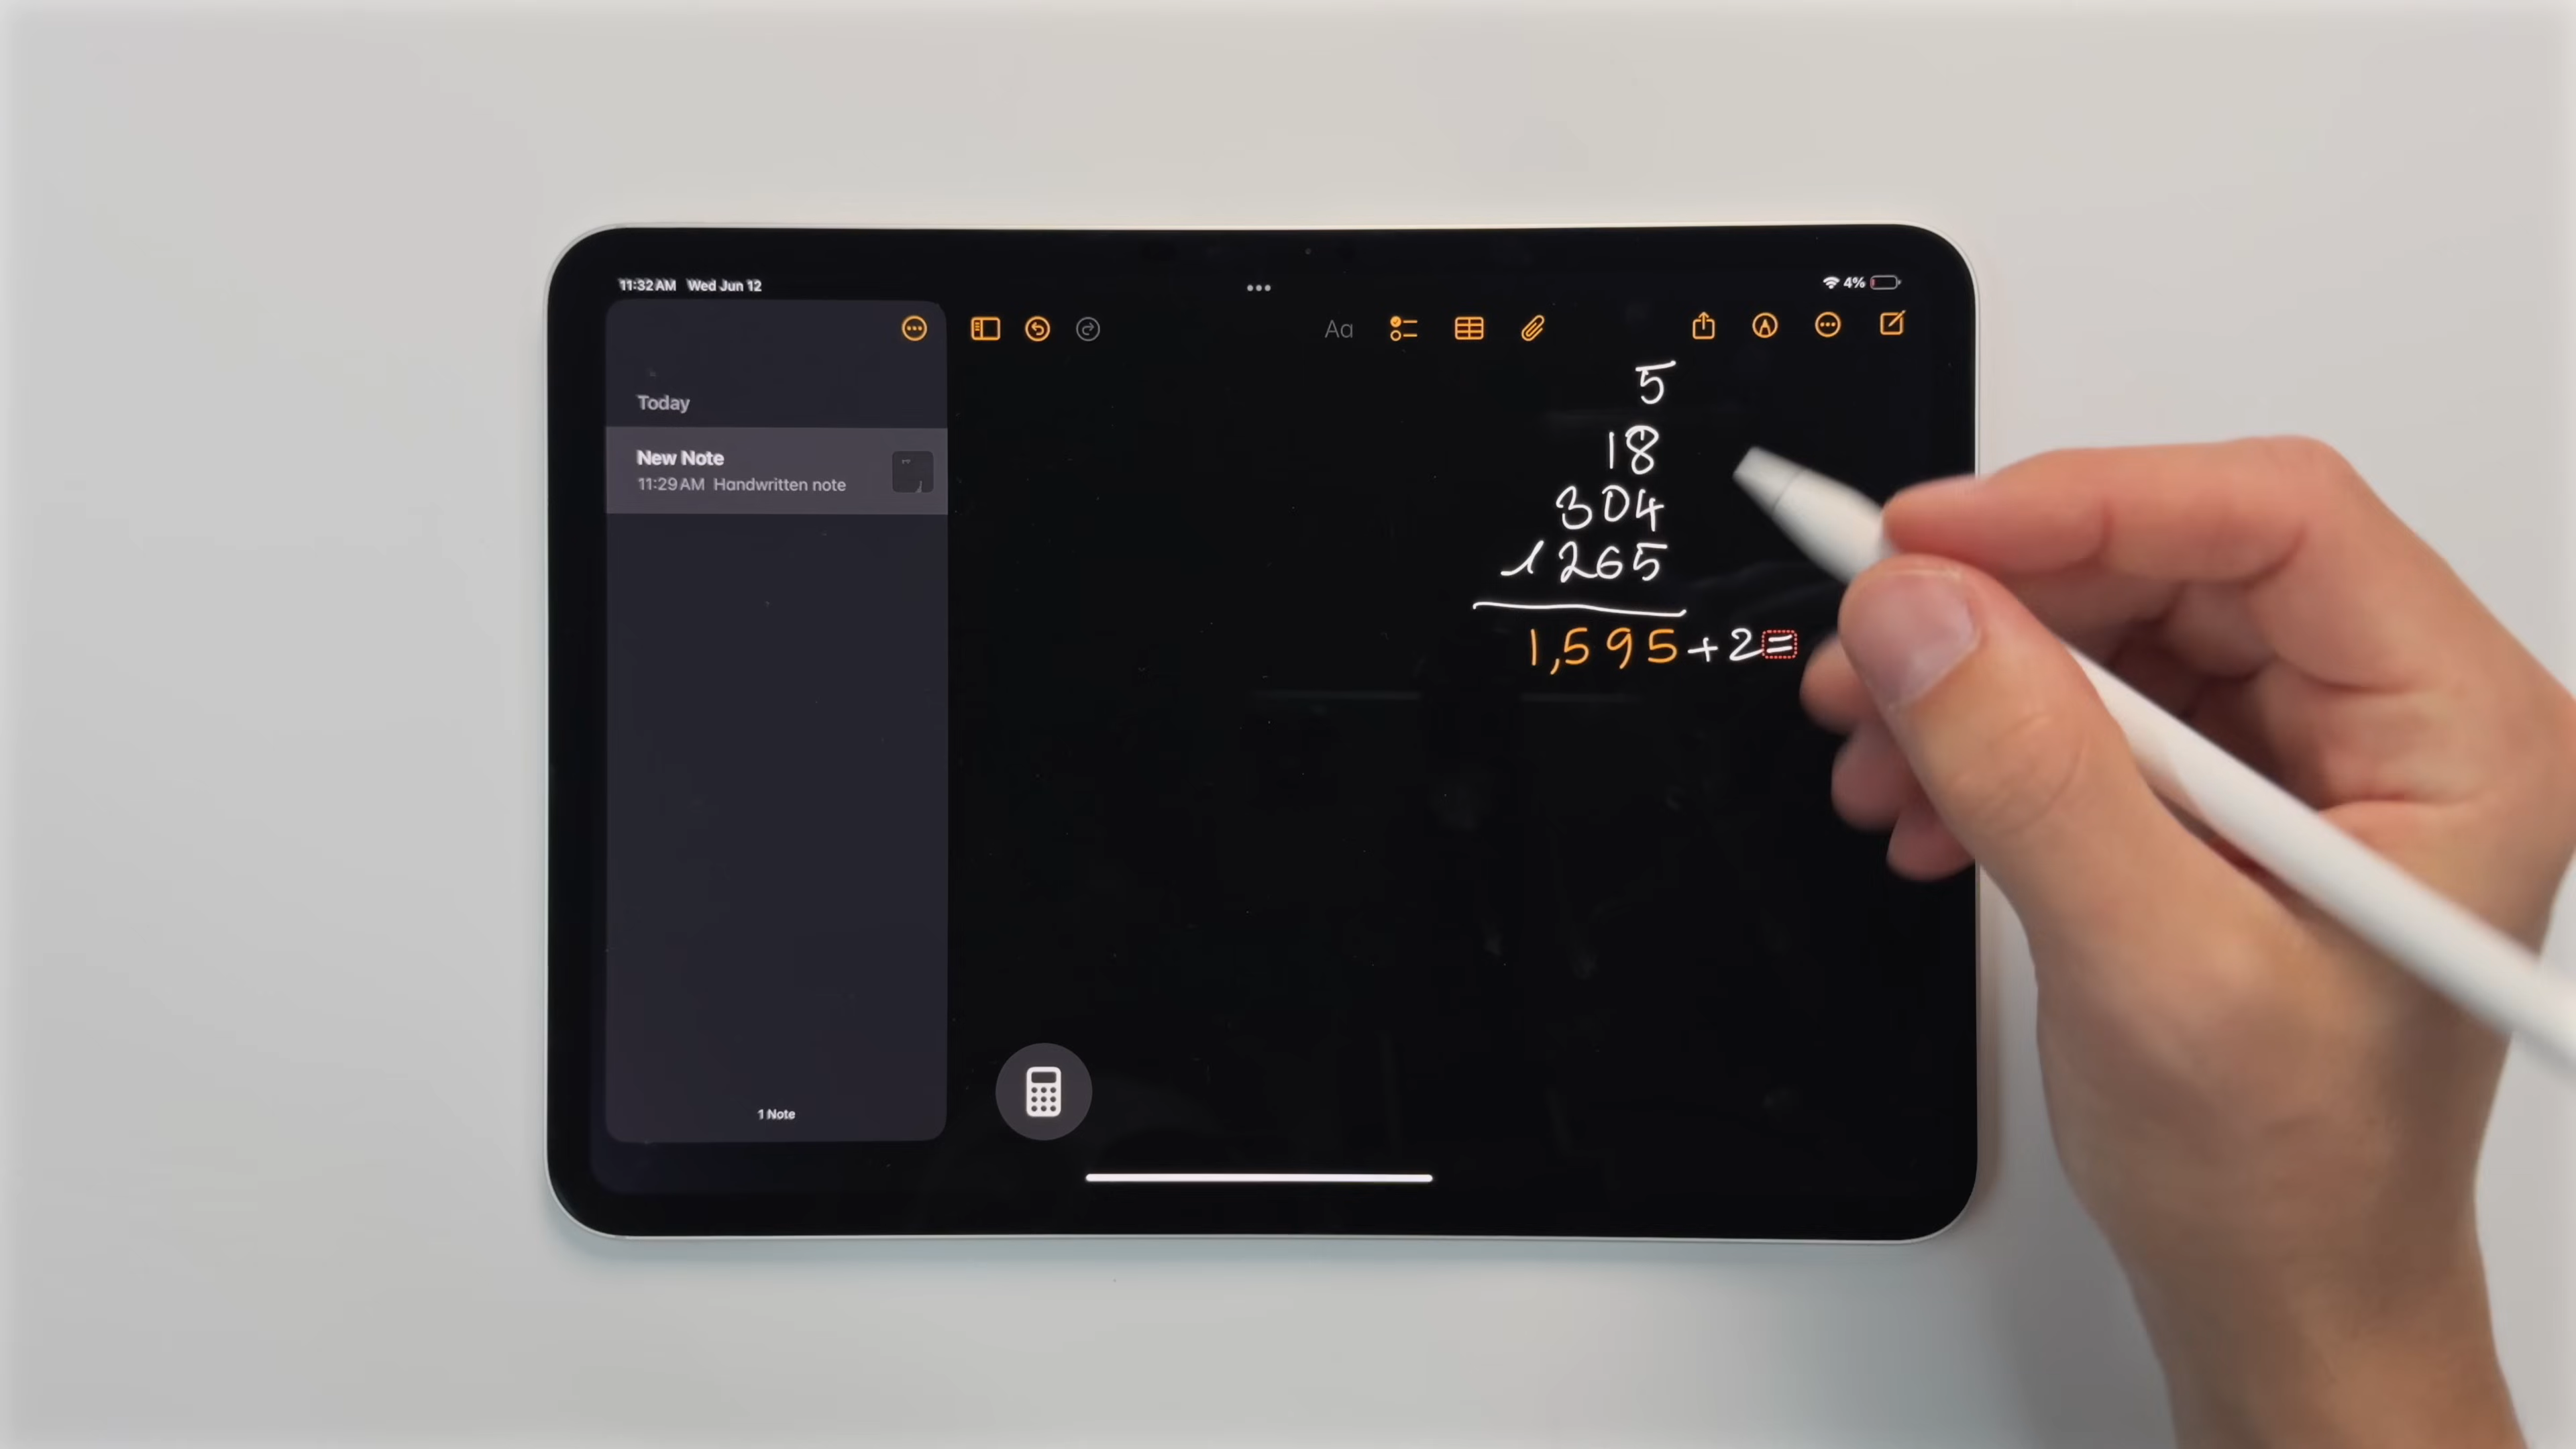 11:32 AM Wed Jun 12
4%
Aa
Today
New Note
11:29 AM Handwritten note
5
18
304
1265
1,595+2=
1 Note